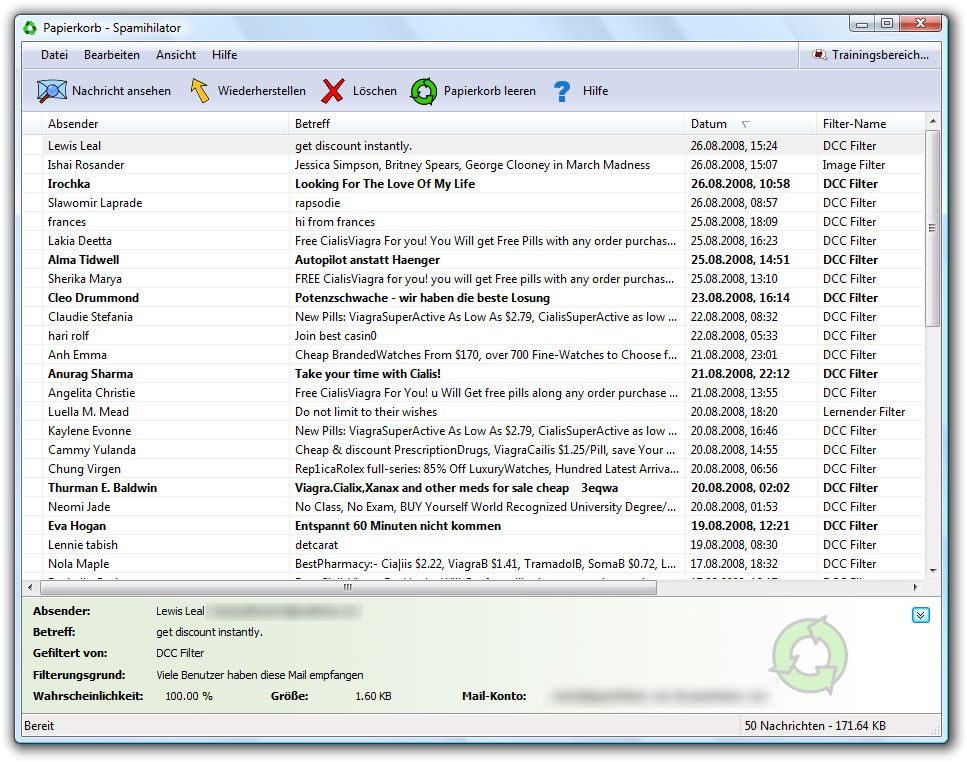 Papierkorb - Spamihilator
Datei Bearbeiten Ansicht Hilfe Trainingsbereich...
Nachricht ansehen Wiederherstellen Löschen Papierkorb leeren Hilfe
Absender Betreff Datum Filter-Name
Lewis Leal get discount instantly. 26.08.2008, 15:24 DCC Filter
Ishai Rosander Jessica Simpson, Britney Spears, George Clooney in March Madness 26.08.2008, 15:07 Image Filter
Irochka Looking For The Love Of My Life 26.08.2008, 10:58 DCC Filter
Slawomir Laprade rapsodie 26.08.2008, 08:57 DCC Filter
frances hi from frances 25.08.2008, 18:09 DCC Filter
Lakia Deetta Free CialisViagra For you! You Will get Free Pills with any order purchas... 25.08.2008, 16:23 DCC Filter
Alma Tidwell Autopilot anstatt Haenger 25.08.2008, 14:51 DCC Filter
Sherika Marya FREE CialisViagra for you! you will get Free pills with any order purchas... 25.08.2008, 13:10 DCC Filter
Cleo Drummond Potenzschwache - wir haben die beste Losung 23.08.2008, 16:14 DCC Filter
Claudie Stefania New Pills: ViagraSuperActive As Low As $2.79, CialisSuperActive as low ... 22.08.2008, 08:32 DCC Filter
hari rolf Join best casin0 22.08.2008, 05:33 DCC Filter
Anh Emma Cheap BrandedWatches From $170, over 700 Fine-Watches to Choose f... 21.08.2008, 23:01 DCC Filter
Anurag Sharma Take your time with Cialis! 21.08.2008, 22:12 DCC Filter
Angelita Christie Free CialisViagra For You! u Will Get free pills along any order purchase ... 21.08.2008, 13:55 DCC Filter
Luella M. Mead Do not limit to their wishes 20.08.2008, 18:20 Lernender Filter
Kaylene Evonne New Pills: ViagraSuperActive As Low As $2.79, CialisSuperActive as low ... 20.08.2008, 16:46 DCC Filter
Cammy Yulanda Cheap & discount PrescriptionDrugs, ViagraCailis $1.25/Pill, save Your ... 20.08.2008, 14:55 DCC Filter
Chung Virgen Rep1icaRolex full-series: 85% Off LuxuryWatches, Hundred Latest Arriva... 20.08.2008, 06:56 DCC Filter
Thurman E. Baldwin Viagra.Cialix,Xanax and other meds for sale cheap 3eqwa 20.08.2008, 02:02 DCC Filter
Neomi Jade No Class, No Exam, BUY Yourself World Recognized University Degree/... 20.08.2008, 01:53 DCC Filter
Eva Hogan Entspannt 60 Minuten nicht kommen 19.08.2008, 12:21 DCC Filter
Lennie tabish detcarat 19.08.2008, 08:30 DCC Filter
Nola Maple BestPharmacy:- Cia|iis $2.22, ViagraB $1.41, TramadolB, SomaB $0.72, L... 17.08.2008, 18:32 DCC Filter
Absender: Lewis Leal
Betreff: get discount instantly.
Gefiltert von: DCC Filter
Filterungsgrund: Viele Benutzer haben diese Mail empfangen
Wahrscheinlichkeit: 100.00 % Größe: 1.60 KB Mail-Konto:
Bereit 50 Nachrichten - 171.64 KB